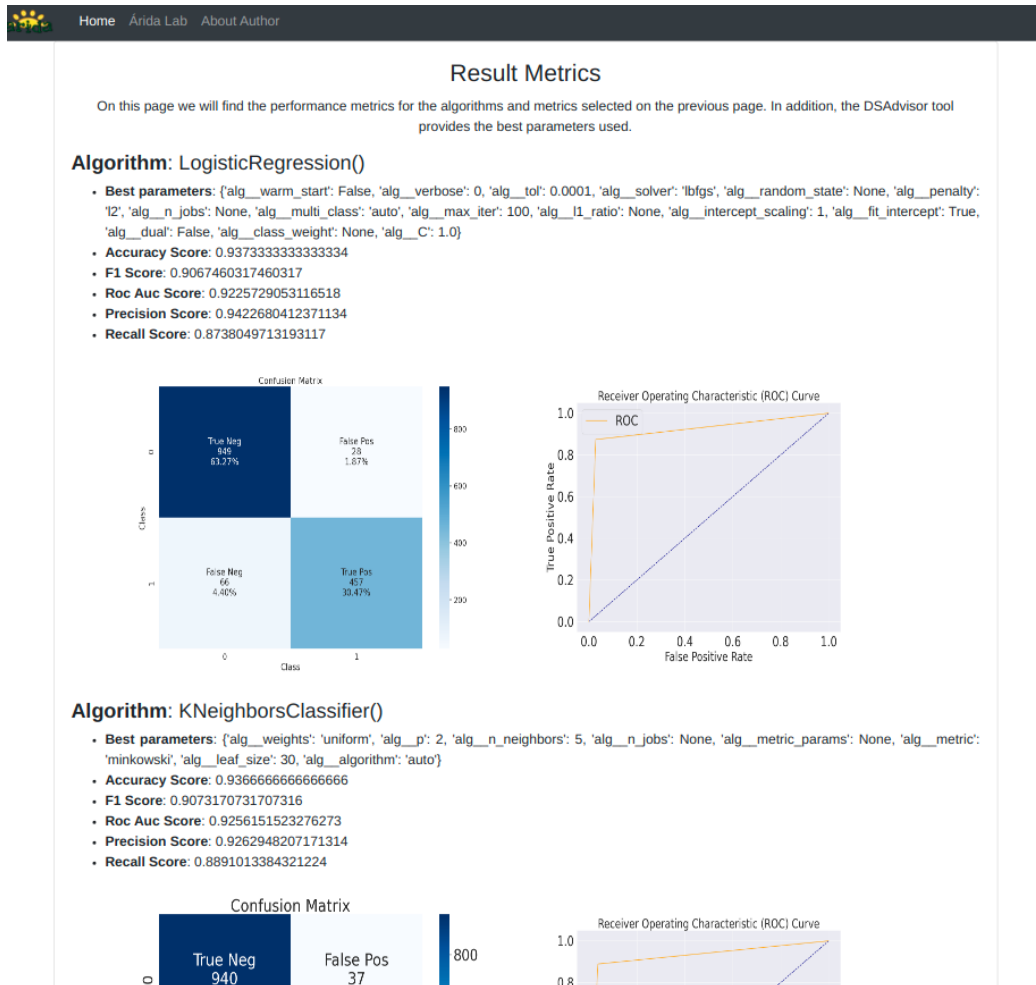 Home Árida Lab About Author
Result Metrics
On this page we will find the performance metrics for the algorithms and metrics selected on the previous page. In addition, the DSAdvisor tool
provides the best parameters used.
Algorithm: LogisticRegression()
• Best parameters: {'alg__warm_start': False, 'alg__verbose': 0, 'alg__tol': 0.0001, 'alg__solver': 'lbfgs', 'alg__random_state': None, 'alg__penalty':
'l2', 'alg__n_jobs': None, 'alg__multi_class': 'auto', 'alg__max_iter': 100, 'alg__l1_ratio': None, 'alg__intercept_scaling': 1, 'alg__fit_intercept': True,
'alg__dual': False, 'alg__class_weight': None, 'alg__C': 1.0}
• Accuracy Score: 0.9373333333333334
• F1 Score: 0.9067460317460317
• Roc Auc Score: 0.9225729053116518
• Precision Score: 0.9422680412371134
• Recall Score: 0.8738049713193117
Confusion Matrix
True Neg
949
63.27%
False Pos
28
1.87%
False Neg
66
4.40%
True Pos
457
30.47%
0
1
Class
0
1
Class
800
600
400
200
Receiver Operating Characteristic (ROC) Curve
ROC
True Positive Rate
1.0
0.8
0.6
0.4
0.2
0.0
0.0 0.2 0.4 0.6 0.8 1.0
False Positive Rate
Algorithm: KNeighborsClassifier()
• Best parameters: {'alg__weights': 'uniform', 'alg__p': 2, 'alg__n_neighbors': 5, 'alg__n_jobs': None, 'alg__metric_params': None, 'alg__metric':
'minkowski', 'alg__leaf_size': 30, 'alg__algorithm': 'auto'}
• Accuracy Score: 0.9366666666666666
• F1 Score: 0.9073170731707316
• Roc Auc Score: 0.9256151523276273
• Precision Score: 0.9262948207171314
• Recall Score: 0.8891013384321224
Confusion Matrix
True Neg
940
False Pos
37
0
800
Receiver Operating Characteristic (ROC) Curve
1.0
0.8